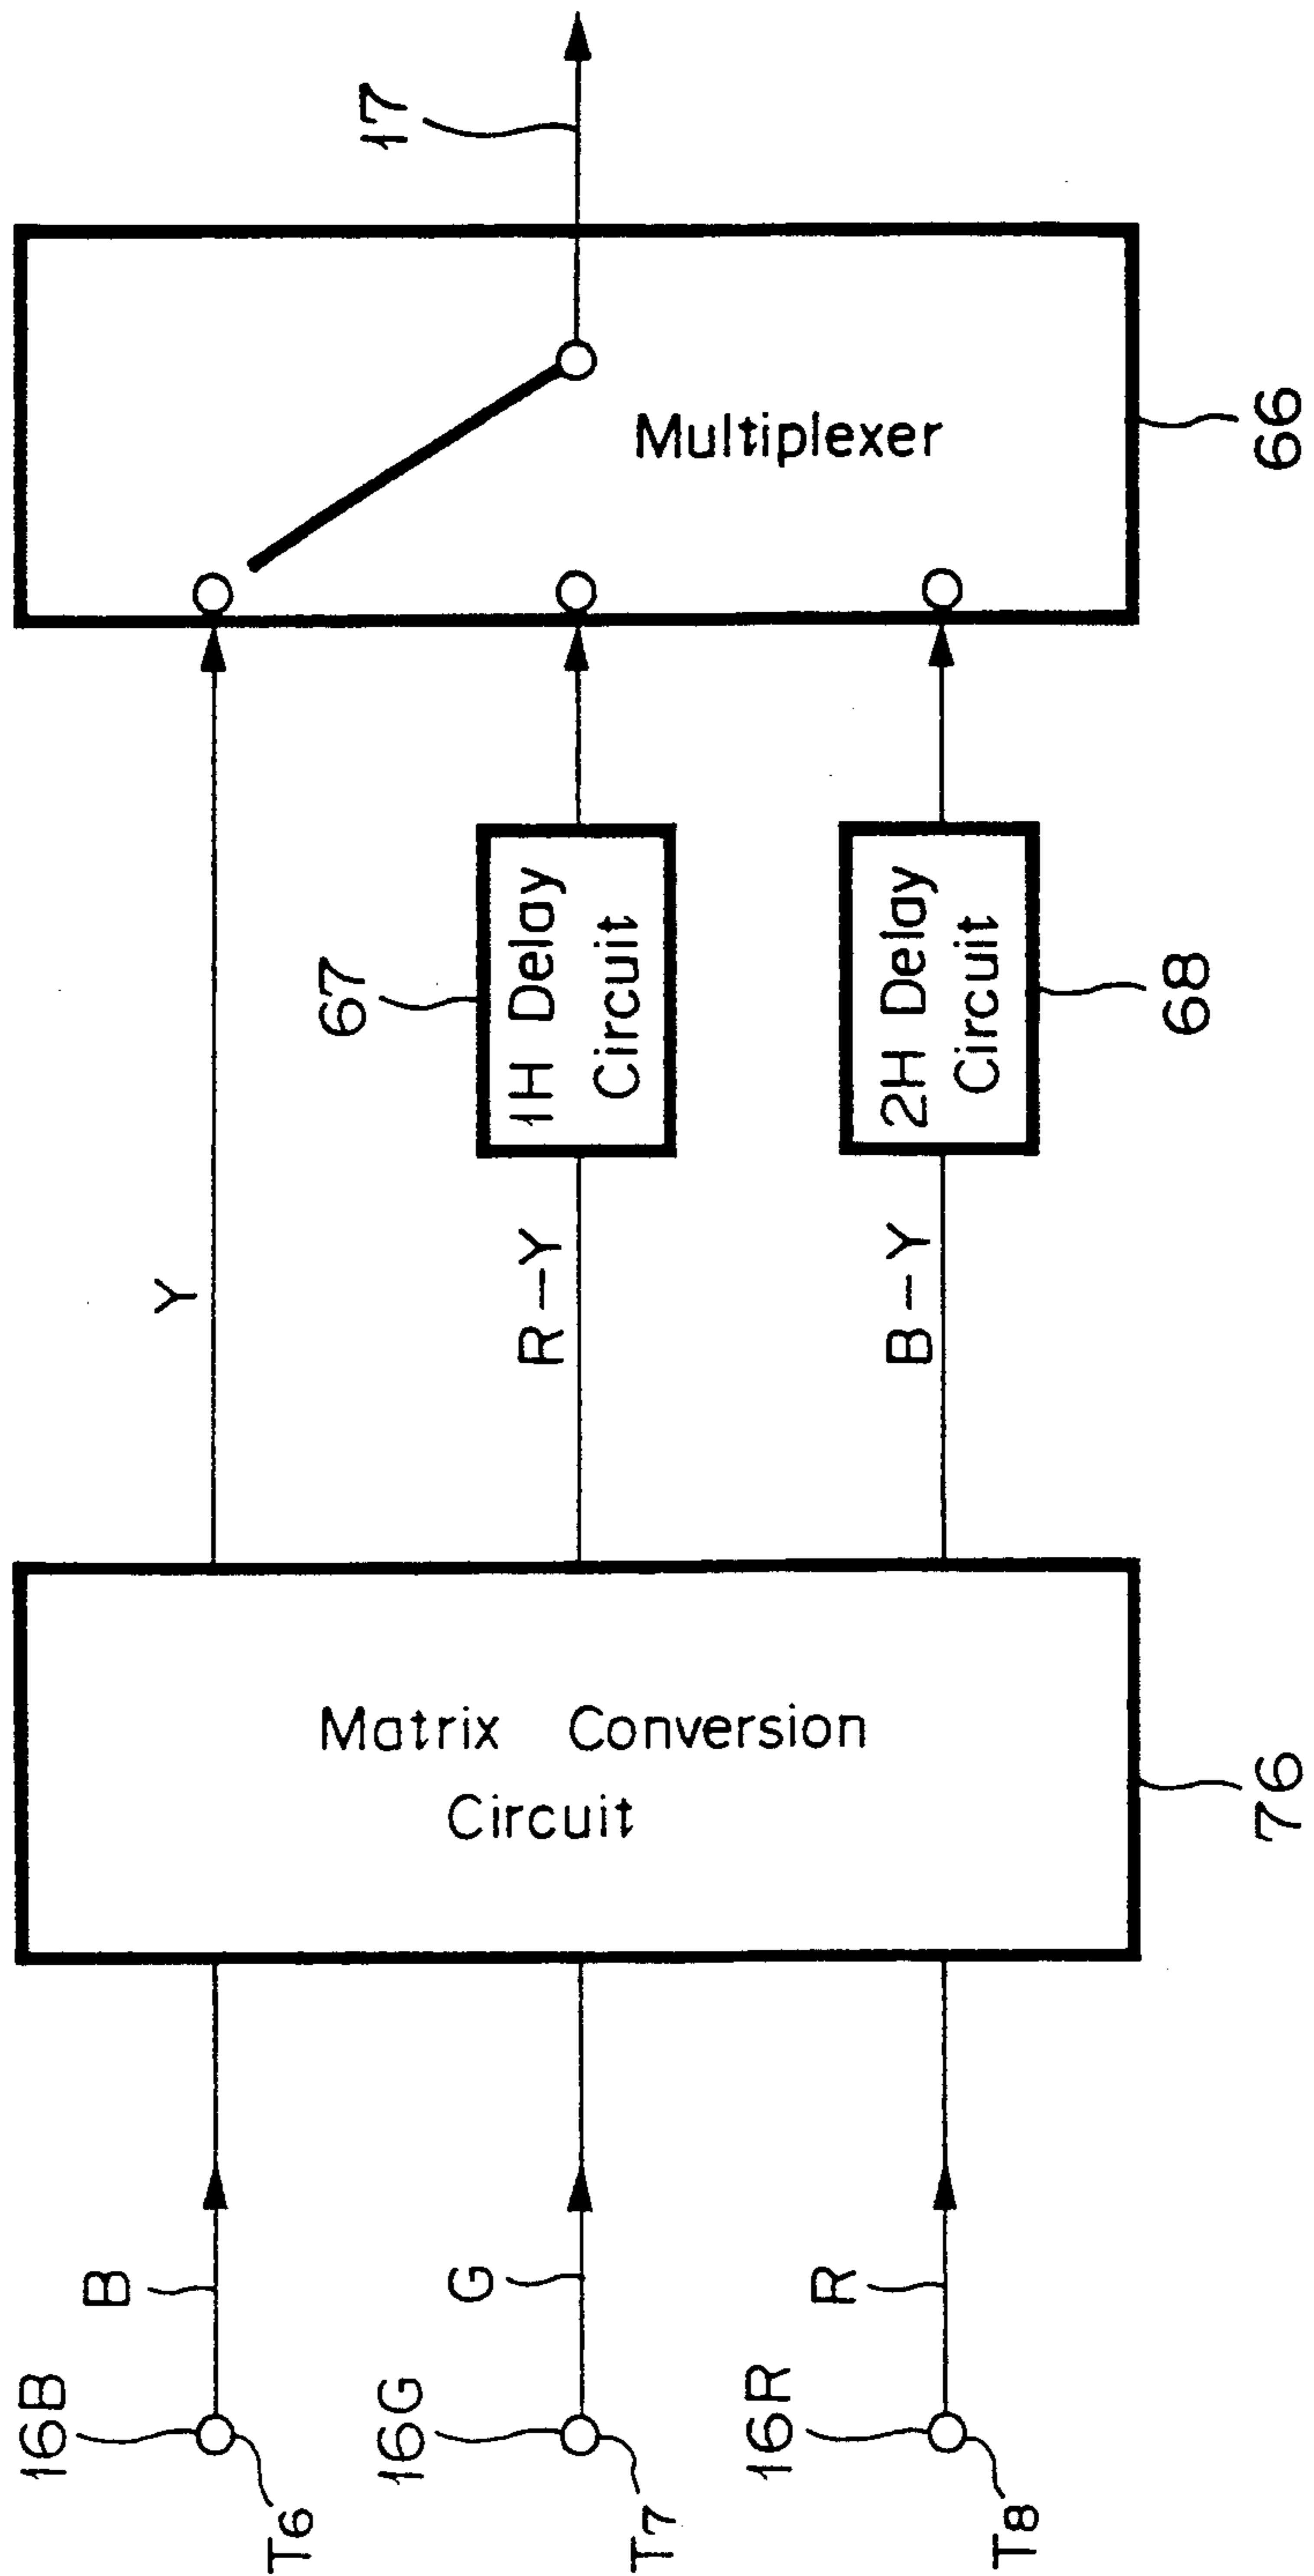 16B
T6
B
16G
T7
G
16R
T8
R
Matrix Conversion
Circuit
76
Y
R-Y
B-Y
67
1H Delay
Circuit
2H Delay
Circuit
68
Multiplexer
66
17